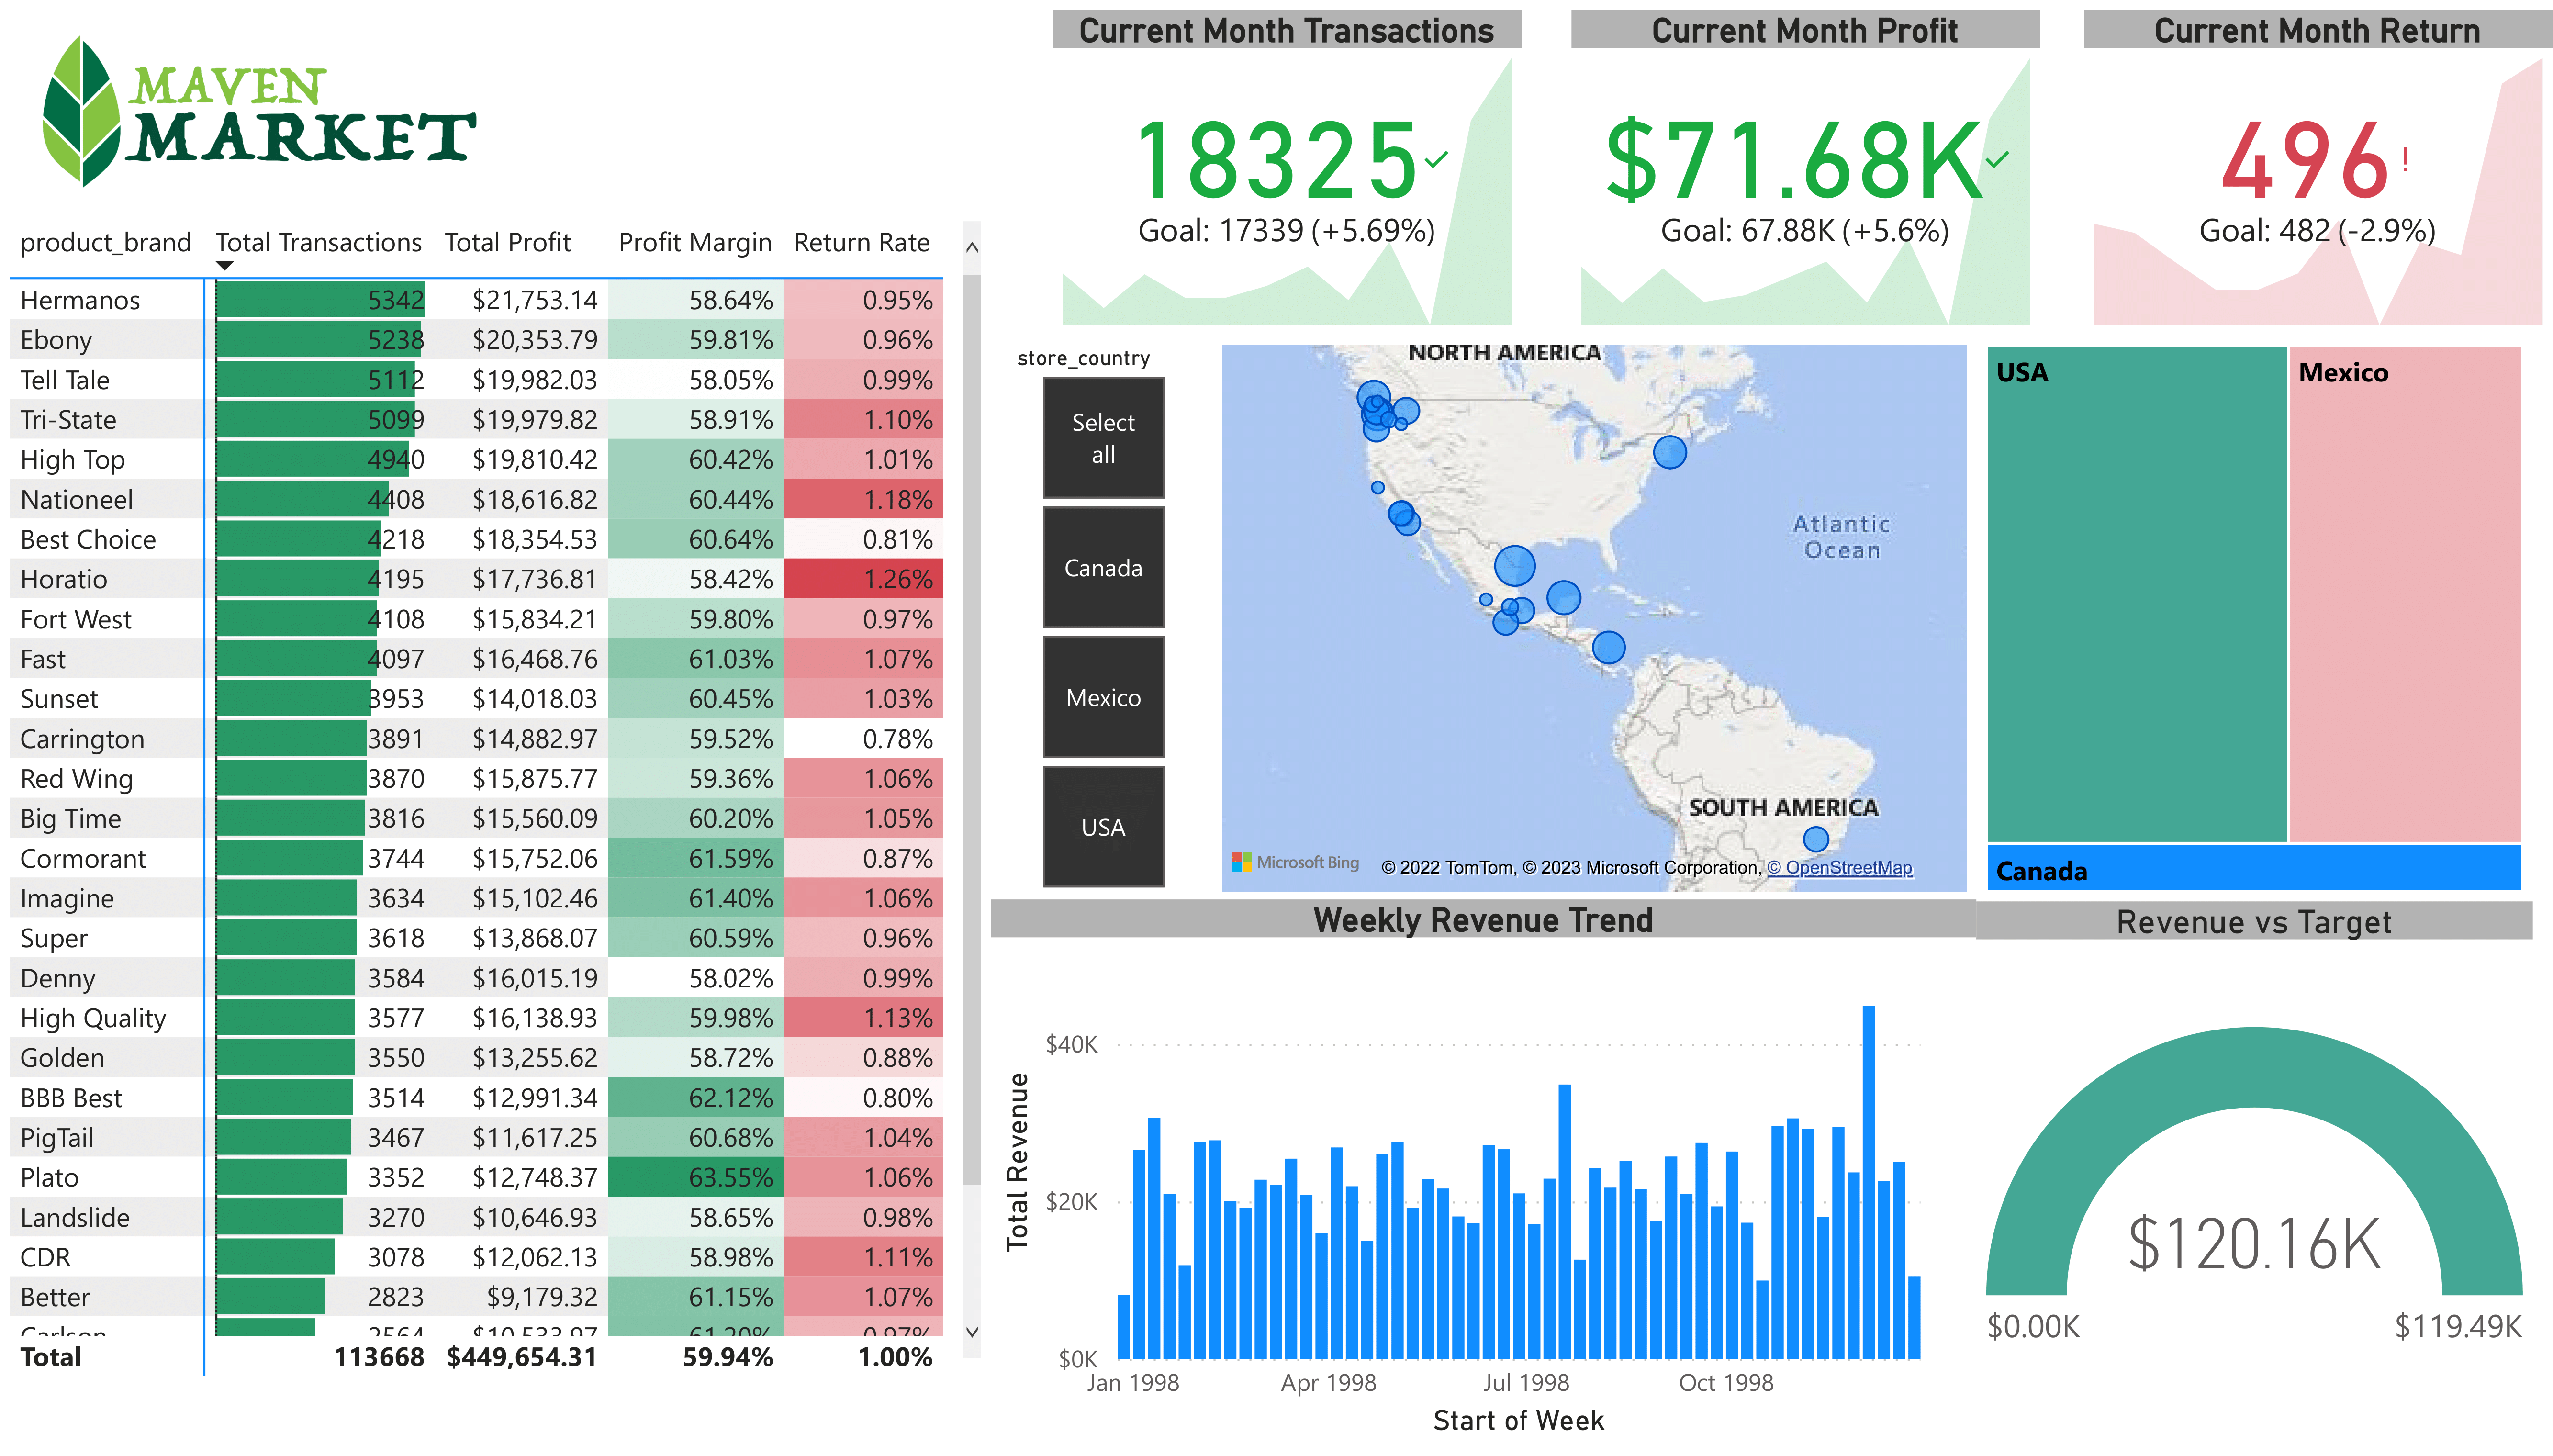 MAVEN
MARKET
Current Month Transactions
18325
Goal: 17339 (+5.69%)
Current Month Profit
$71.68K
Goal: 67.88K (+5.6%)
Current Month Return
496!
Goal: 482 (-2.9%)
product_brand Total Transactions Total Profit Profit Margin Return Rate
Hermanos 5342 $21,753.14 58.64% 0.95%
Ebony 5238 $20,353.79 59.81% 0.96%
Tell Tale 5112 $19,982.03 58.05% 0.99%
Tri-State 5099 $19,979.82 58.91% 1.10%
High Top 4940 $19,810.42 60.42% 1.01%
Nationeel 4408 $18,616.82 60.44% 1.18%
Best Choice 4218 $18,354.53 60.64% 0.81%
Horatio 4195 $17,736.81 58.42% 1.26%
Fort West 4108 $15,834.21 59.80% 0.97%
Fast 4097 $16,468.76 61.03% 1.07%
Sunset 3953 $14,018.03 60.45% 1.03%
Carrington 3891 $14,882.97 59.52% 0.78%
Red Wing 3870 $15,875.77 59.36% 1.06%
Big Time 3816 $15,560.09 60.20% 1.05%
Cormorant 3744 $15,752.06 61.59% 0.87%
Imagine 3634 $15,102.46 61.40% 1.06%
Super 3618 $13,868.07 60.59% 0.96%
Denny 3584 $16,015.19 58.02% 0.99%
High Quality 3577 $16,138.93 59.98% 1.13%
Golden 3550 $13,255.62 58.72% 0.88%
BBB Best 3514 $12,991.34 62.12% 0.80%
PigTail 3467 $11,617.25 60.68% 1.04%
Plato 3352 $12,748.37 63.55% 1.06%
Landslide 3270 $10,646.93 58.65% 0.98%
CDR 3078 $12,062.13 58.98% 1.11%
Better 2823 $9,179.32 61.15% 1.07%
Carlson 2564 $10,533.97 61.20% 0.97%
Total 113668 $449,654.31 59.94% 1.00%
store_country
Select
all
Canada
Mexico
USA
NORTH AMERICA
Atlantic
Ocean
SOUTH AMERICA
Microsoft Bing
© 2022 TomTom, © 2023 Microsoft Corporation, © OpenStreetMap
USA
Mexico
Canada
Weekly Revenue Trend
Total Revenue
$40K
$20K
$0K
Jan 1998 Apr 1998 Jul 1998 Oct 1998
Start of Week
Revenue vs Target
$120.16K
$0.00K
$119.49K